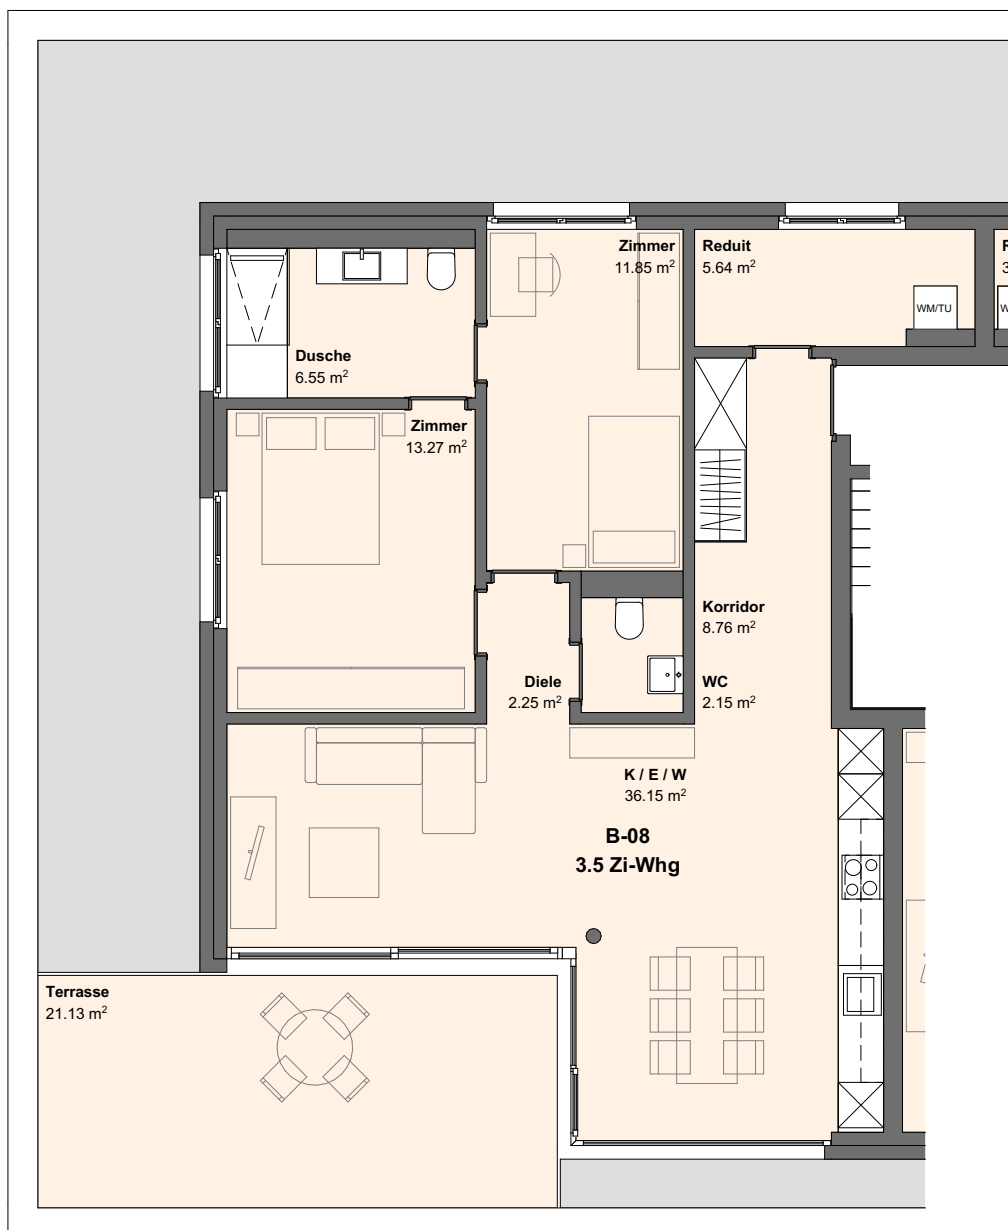 Zimmer
11.85 m²
Reduit
5.64 m²
WM/TU
Dusche
6.55 m²
Zimmer
13.27 m²
Korridor
8.76 m²
Diele
2.25 m²
WC
2.15 m²
K / E / W
36.15 m²
B-08
3.5 Zi-Whg
Terrasse
21.13 m²